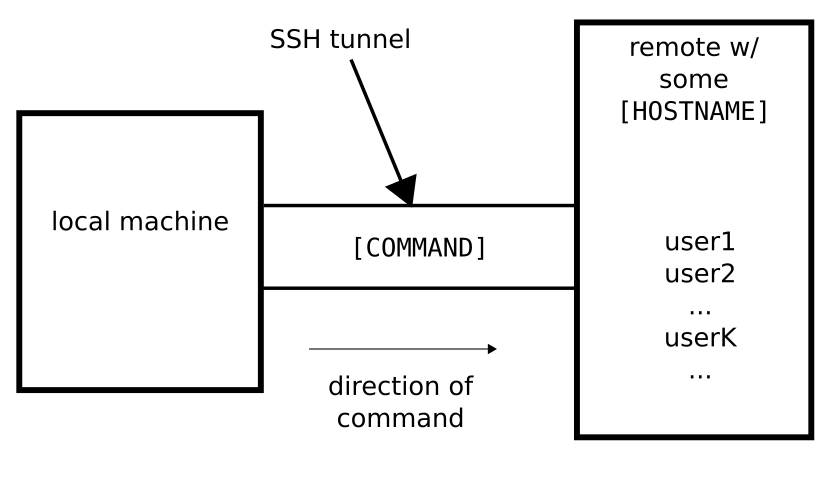 SSH tunnel
remote w/
some
[HOSTNAME]
local machine
[COMMAND]
user1
user2
...
userK
...
direction of
command